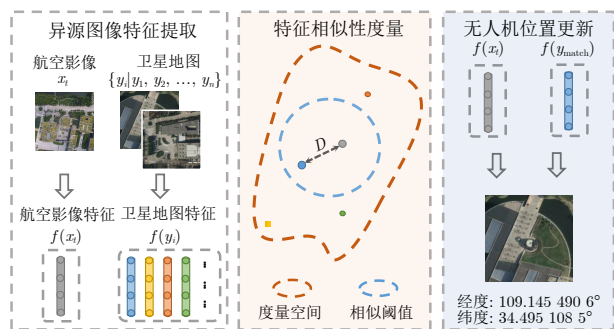 异源图像特征提取
航空影像
x_t
卫星地图
{y_i|y_1, y_2, …, y_n}
航空影像特征
f(x_t)
卫星地图特征
f(y_i)
特征相似性度量
D
度量空间
相似阈值
无人机位置更新
f(x_t)
f(y_match)
经度: 109.145 490 6°
纬度: 34.495 108 5°